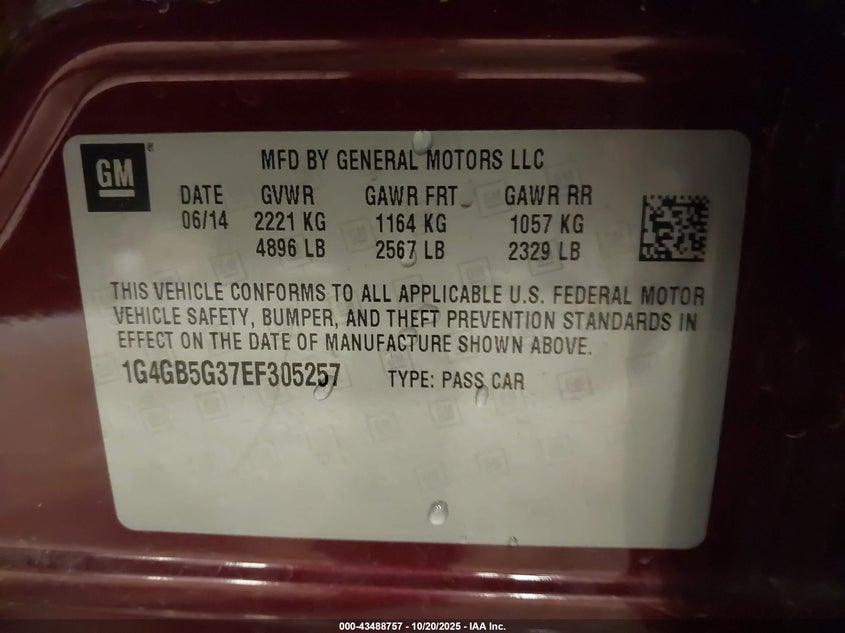 GM
MFD BY GENERAL MOTORS LLC
DATE GVWR GAWR FRT GAWR RR
06/14 2221 KG 1164 KG 1057 KG
4896 LB 2567 LB 2329 LB
THIS VEHICLE CONFORMS TO ALL APPLICABLE U.S. FEDERAL MOTOR
VEHICLE SAFETY, BUMPER, AND THEFT PREVENTION STANDARDS IN
EFFECT ON THE DATE OF MANUFACTURE SHOWN ABOVE.
1G4GB5G37EF305257 TYPE: PASS CAR
000-43488757 - 10/20/2025 - IAA Inc.